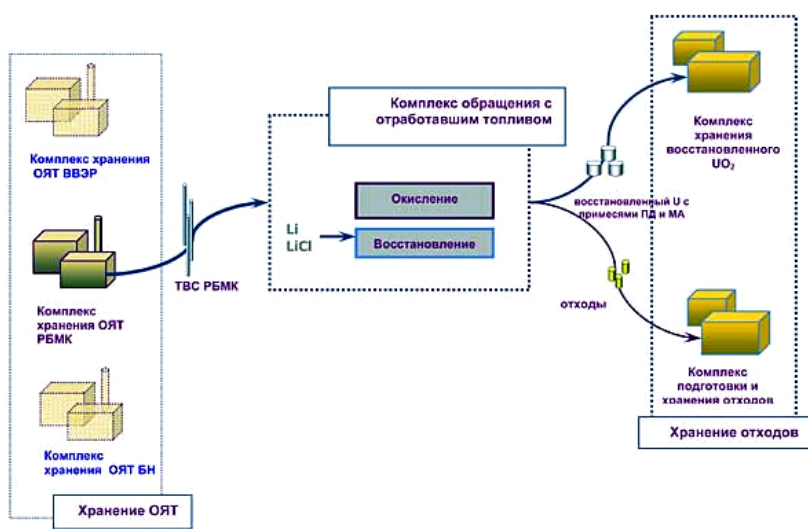 Комплекс хранения
ОЯТ ВВЭР
Комплекс
хранения ОЯТ
РБМК
Комплекс
хранения ОЯТ БН
Хранение ОЯТ
ТВС РБМК
Комплекс обращения с
отработавшим топливом
Li
LiCl
Окисление
Восстановление
восстановленный U с
примесями ПД и МА
отходы
Комплекс
хранения
восстановленного
UO₂
Комплекс
подготовки и
хранения отходов
Хранение отходов